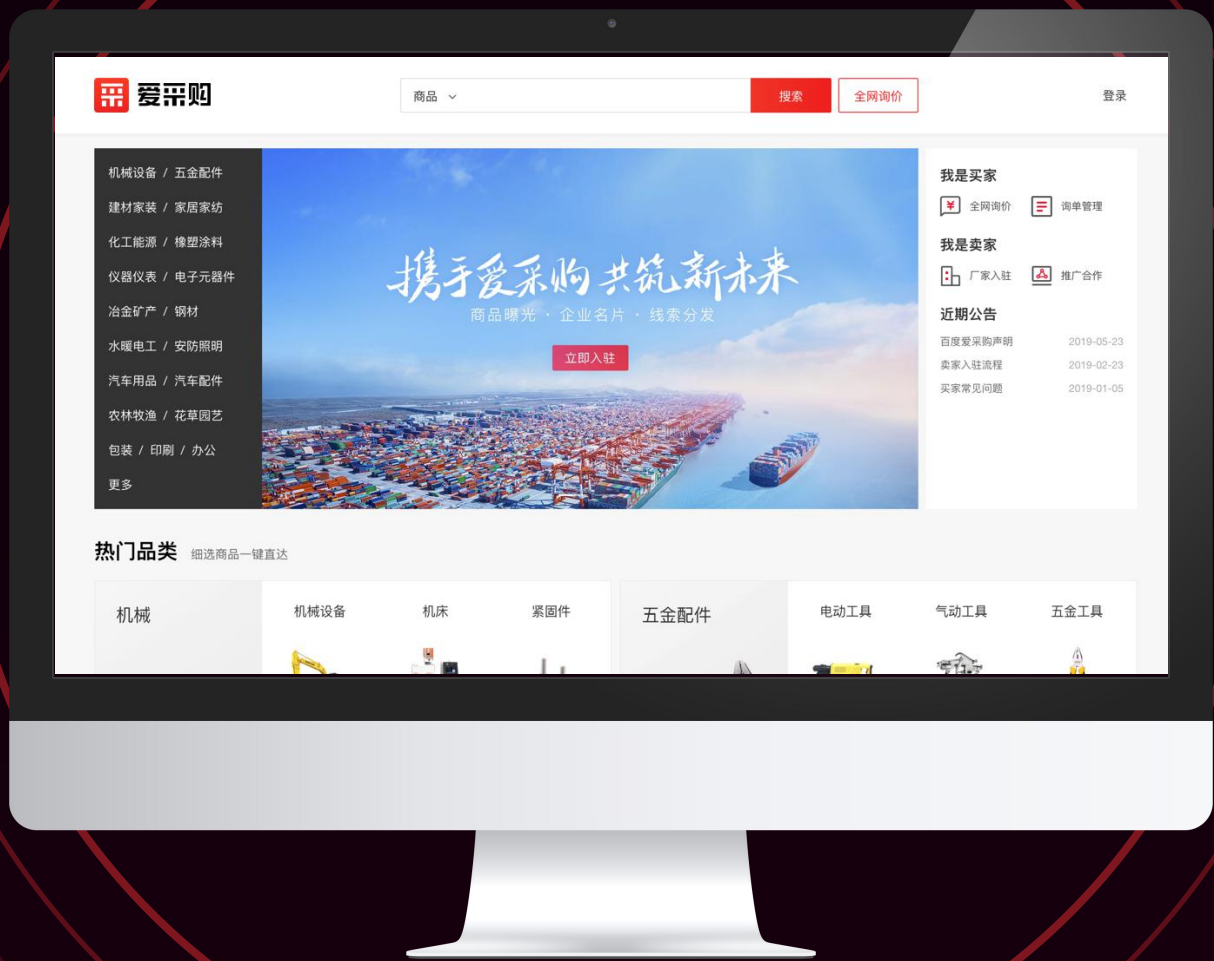 爱采购
商品
搜索
全网询价
登录
机械设备 / 五金配件
建材家装 / 家居家纺
化工能源 / 橡塑涂料
仪器仪表 / 电子元器件
冶金矿产 / 钢材
水暖电工 / 安防照明
汽车用品 / 汽车配件
农林牧渔 / 花草园艺
包装 / 印刷 / 办公
更多
携手爱采购 共筑新未来
商品曝光 · 企业名片 · 线索分发
立即入驻
我是买家
全网询价 询单管理
我是卖家
厂家入驻 推广合作
近期公告
百度爱采购声明 2019-05-23
卖家入驻流程 2019-02-23
买家常见问题 2019-01-05
热门品类 细选商品一键直达
机械 机械设备 机床 紧固件
五金配件 电动工具 气动工具 五金工具